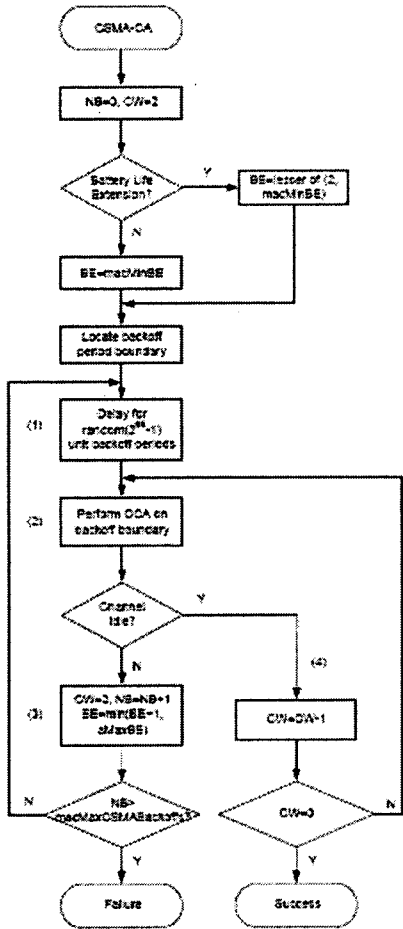 CSMA-CA
NB=0, CW=2
Battery Life
Extension?
Y
BE=lesser of (2,
macMinBE)
N
BE=macMinBE
Locate backoff
period boundary
(1)
Delay for
random(2^BE-1)
unit backoff periods
(2)
Perform CCA on
backoff boundary
Channel
Idle?
Y
N
(4)
(3)
CW=2, NB=NB+1
BE=min(BE+1,
aMaxBE)
CW=CW-1
N
NB>
macMaxCSMABackoffs?
CW=0
N
Y
Y
Failure
Success